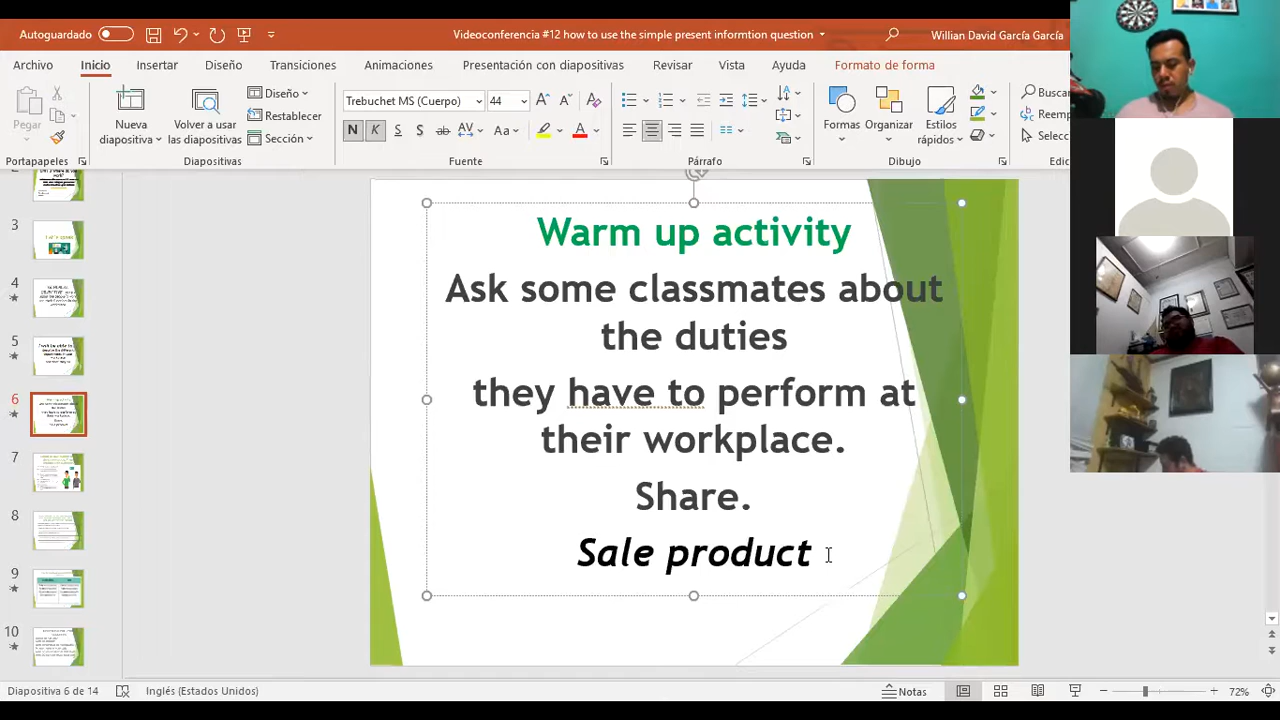 Autoguardado
Videoconferencia #12 how to use the simple present informtion question
Willian David García García
Archivo Inicio Insertar Diseño Transiciones Animaciones Presentación con diapositivas Revisar Vista Ayuda Formato de forma
Pegar
Portapapeles
Nueva diapositiva
Volver a usar las diapositivas
Diseño
Restablecer
Sección
Diapositivas
Trebuchet MS (Cuerpo) 44
N K S S ab AV Aa A
Fuente
Párrafo
Formas
Organizar
Estilos rápidos
Dibujo
Buscar
Reemp
Selecc
3
4
5
6
7
8
9
10
Warm up activity
Ask some classmates about
the duties
they have to perform at
their workplace.
Share.
Sale product
Diapositiva 6 de 14 Inglés (Estados Unidos) Notas 72%